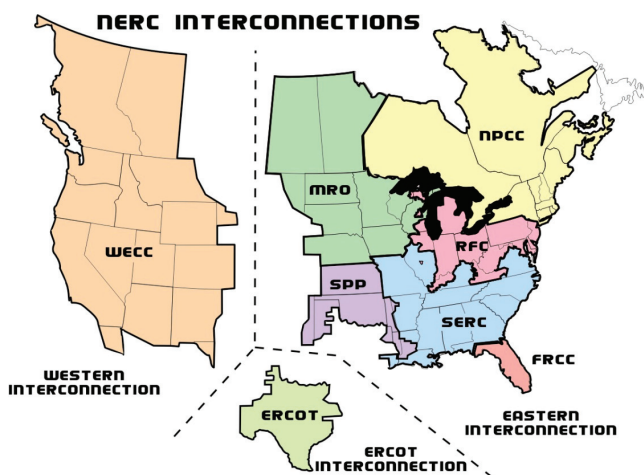 NERC INTERCONNECTIONS
NPCC
MRO
RFC
WECC
SPP
SERC
FRCC
WESTERN
INTERCONNECTION
ERCOT
EASTERN
INTERCONNECTION
ERCOT
INTERCONNECTION